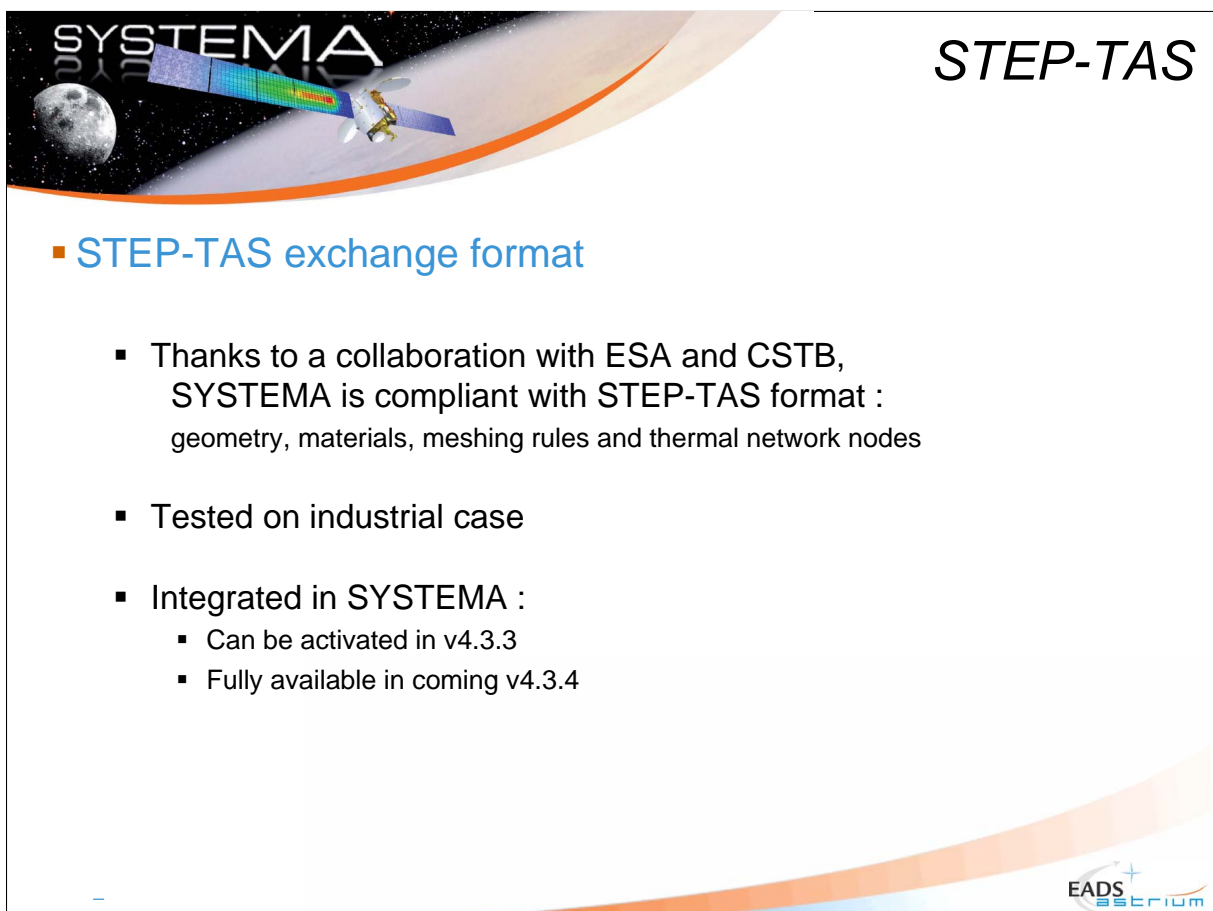 SYSTEMA
STEP-TAS
▪ STEP-TAS exchange format
▪ Thanks to a collaboration with ESA and CSTB,
SYSTEMA is compliant with STEP-TAS format :
geometry, materials, meshing rules and thermal network nodes
▪ Tested on industrial case
▪ Integrated in SYSTEMA :
▪ Can be activated in v4.3.3
▪ Fully available in coming v4.3.4
EADS
astrium